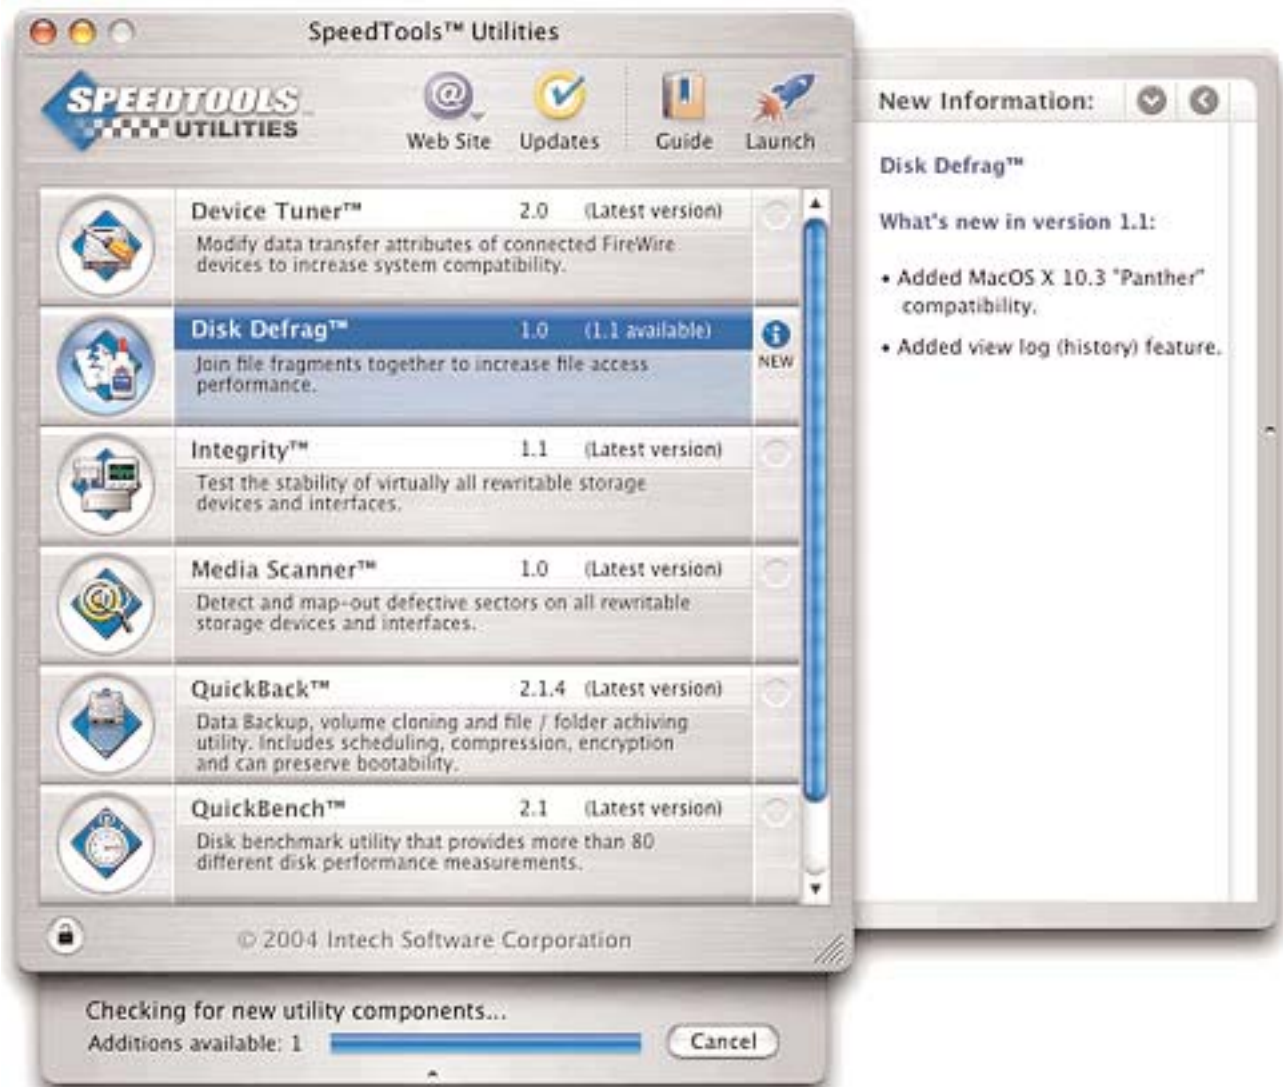 SpeedTools™ Utilities
SPEEDTOOLS
UTILITIES
Web Site
Updates
Guide
Launch
Device Tuner™ 2.0 (Latest version)
Modify data transfer attributes of connected FireWire
devices to increase system compatibility.
Disk Defrag™ 1.0 (1.1 available)
NEW
Join file fragments together to increase file access
performance.
Integrity™ 1.1 (Latest version)
Test the stability of virtually all rewritable storage
devices and interfaces.
Media Scanner™ 1.0 (Latest version)
Detect and map-out defective sectors on all rewritable
storage devices and interfaces.
QuickBack™ 2.1.4 (Latest version)
Data Backup, volume cloning and file / folder achiving
utility. Includes scheduling, compression, encryption
and can preserve bootability.
QuickBench™ 2.1 (Latest version)
Disk benchmark utility that provides more than 80
different disk performance measurements.
© 2004 Intech Software Corporation
Checking for new utility components...
Additions available: 1
Cancel
New Information:
Disk Defrag™
What's new in version 1.1:
• Added MacOS X 10.3 "Panther"
compatibility.
• Added view log (history) feature.